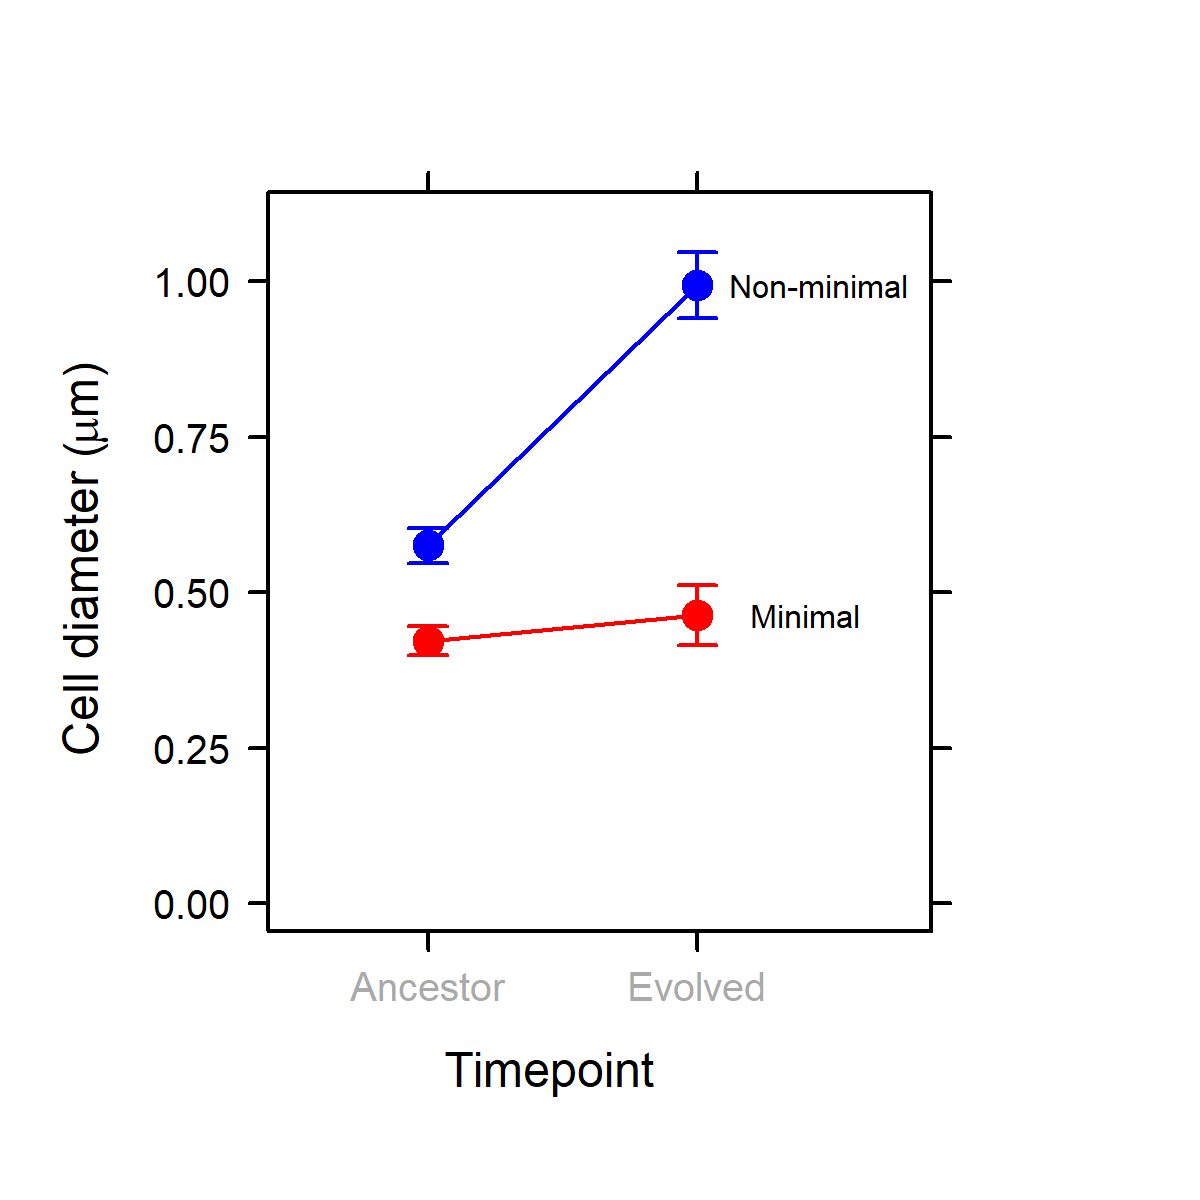 1.00
Non-minimal
0.75
Cell diameter (μm)
0.50
Minimal
0.25
0.00
Ancestor
Evolved
Timepoint